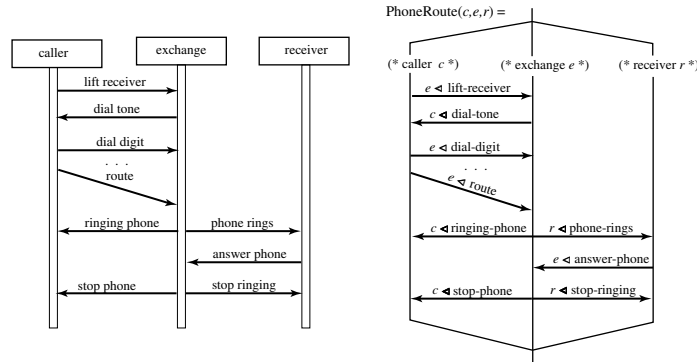 PhoneRoute(c,e,r) =
caller
exchange
receiver
lift receiver
dial tone
dial digit
. . .
route
ringing phone
phone rings
answer phone
stop phone
stop ringing
(* caller c *)
(* exchange e *)
(* receiver r *)
e ⊲ lift-receiver
c ⊲ dial-tone
e ⊲ dial-digit
. . .
e ⊲ route
c ⊲ ringing-phone
r ⊲ phone-rings
e ⊲ answer-phone
c ⊲ stop-phone
r ⊲ stop-ringing